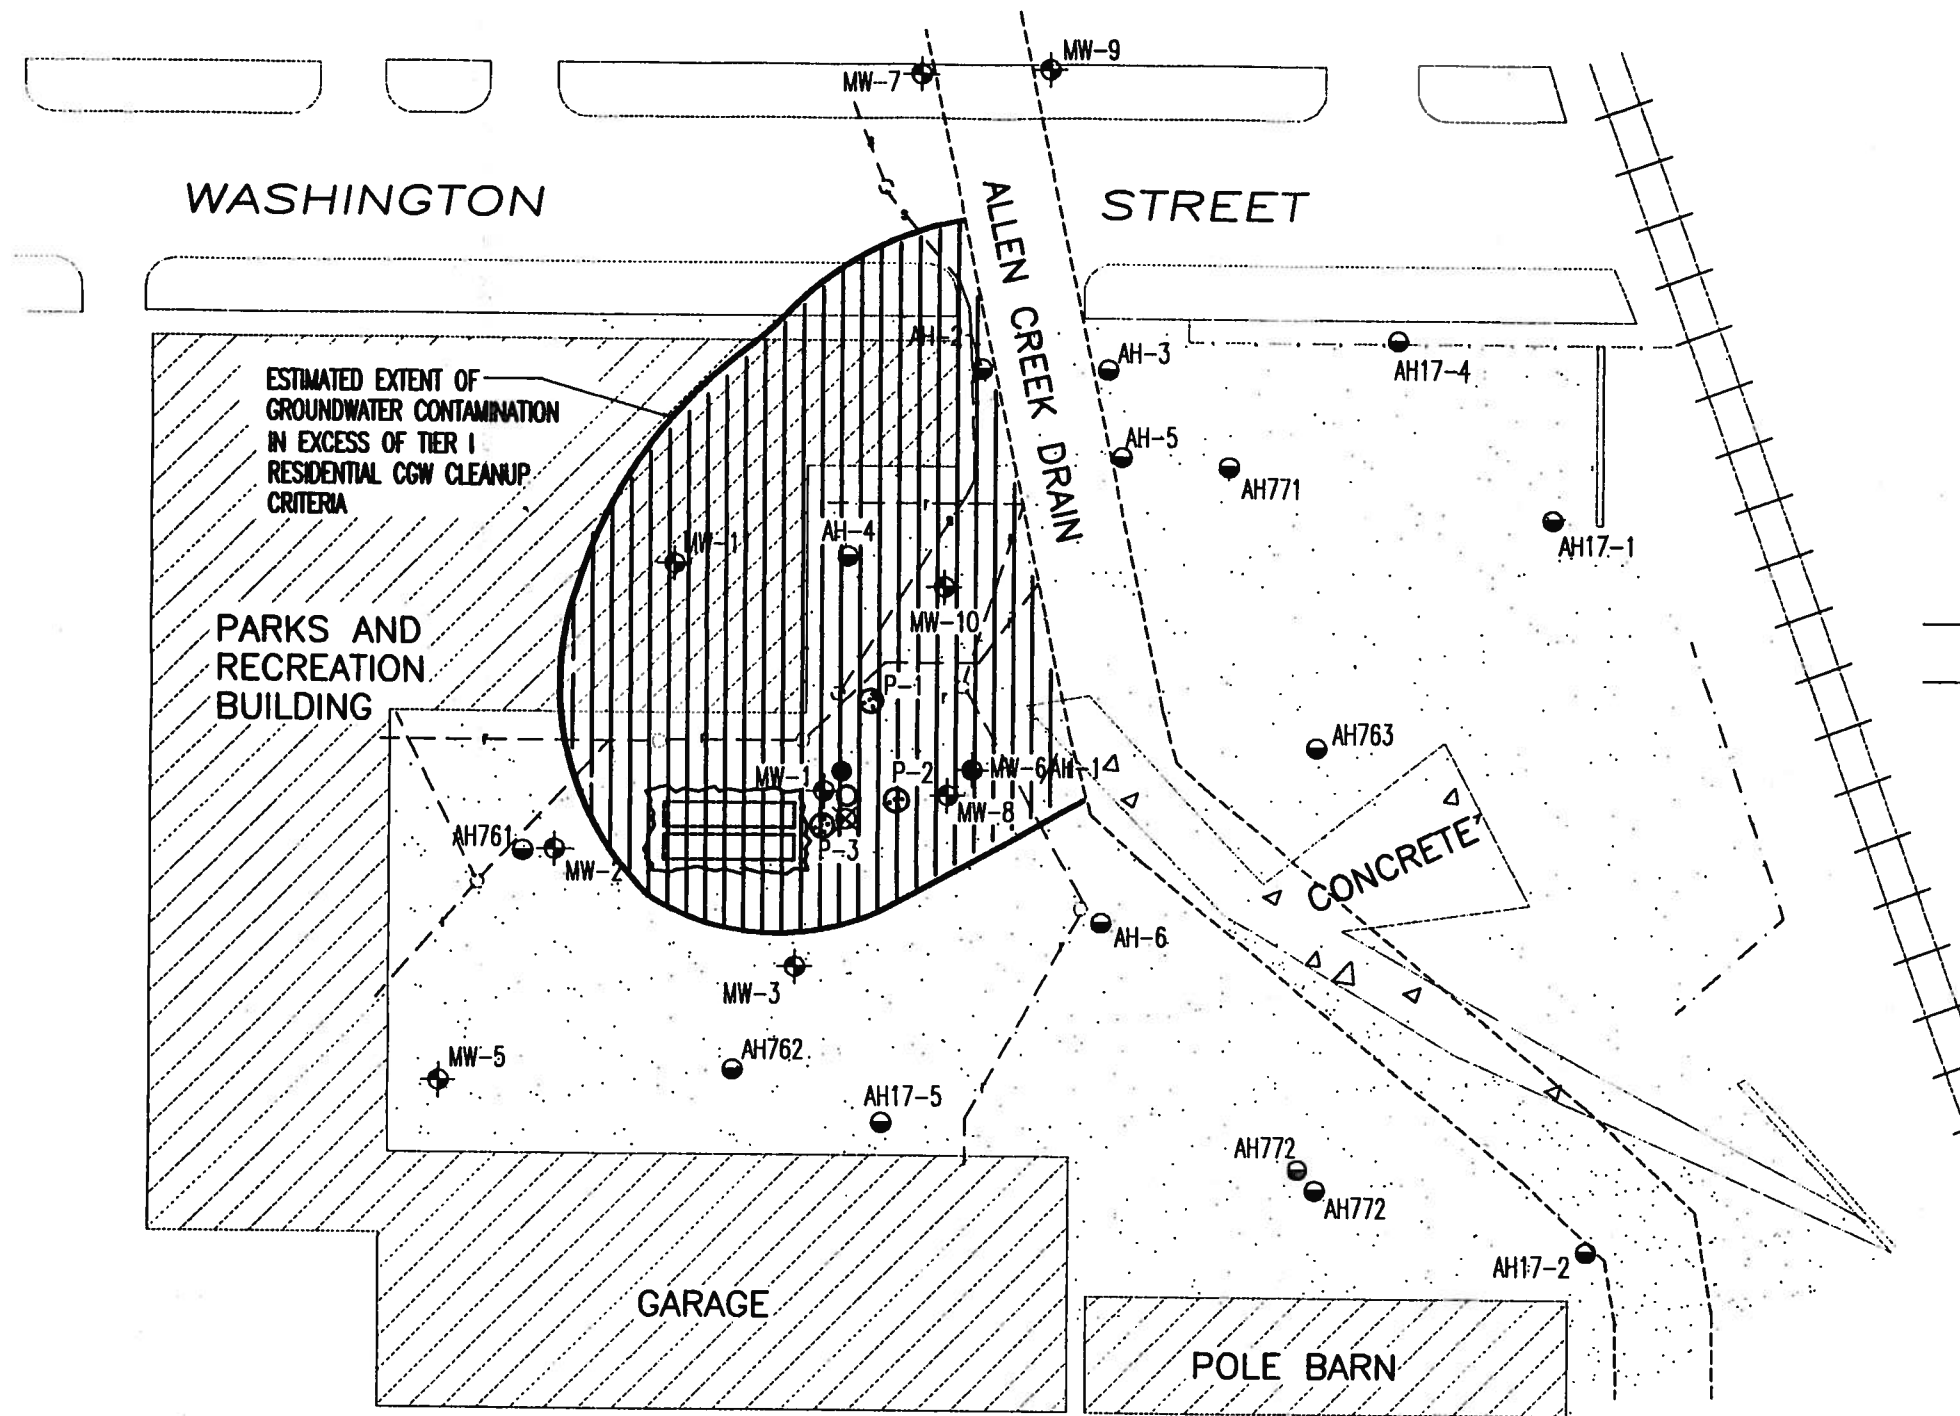 MW-9
MW-7
WASHINGTON
STREET
ALLEN CREEK DRAIN
AH-2
AH-3
AH17-4
ESTIMATED EXTENT OF
GROUNDWATER CONTAMINATION
IN EXCESS OF TIER I
RESIDENTIAL CGW CLEANUP
CRITERIA
AH-5
AH771
AH17-1
AH-4
MW-1
MW-10
PARKS AND
RECREATION
BUILDING
P-1
AH763
MW-1
P-2
MW-6
AH-1
MW-8
P-3
AH761
MW-2
CONCRETE
AH-6
MW-3
MW-5
AH762
AH17-5
AH772
AH772
AH17-2
GARAGE
POLE BARN